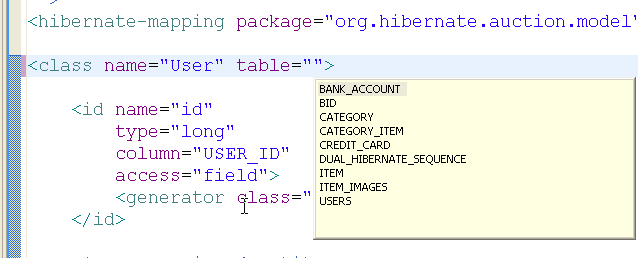 <hibernate-mapping package="org.hibernate.auction.model"
<class name="User" table="">
BANK_ACCOUNT
BID
CATEGORY
CATEGORY_ITEM
CREDIT_CARD
DUAL_HIBERNATE_SEQUENCE
ITEM
ITEM_IMAGES
USERS
<id name="id"
type="long"
column="USER_ID"
access="field">
<generator class="
</id>